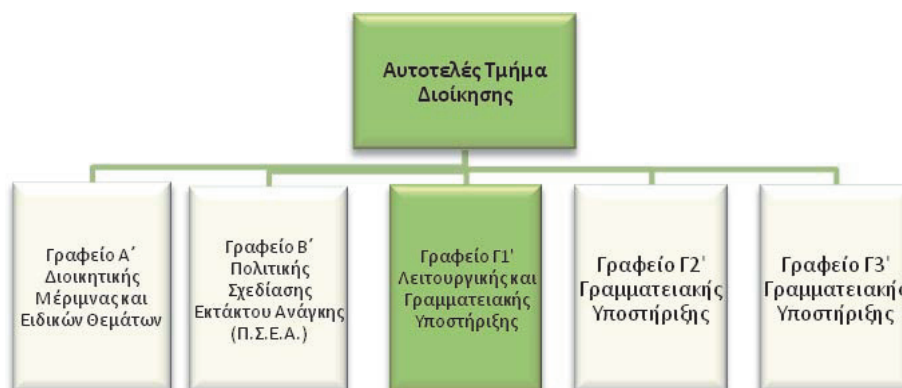 Αυτοτελές Τμήμα
Διοίκησης
Γραφείο Α΄
Διοικητικής
Μέριμνας και
Ειδικών Θεμάτων
Γραφείο Β΄
Πολιτικής
Σχεδίασης
Εκτάκτου Ανάγκης
(Π.Σ.Ε.Α.)
Γραφείο Γ1'
Λειτουργικής και
Γραμματειακής
Υποστήριξης
Γραφείο Γ2'
Γραμματειακής
Υποστήριξης
Γραφείο Γ3'
Γραμματειακής
Υποστήριξης